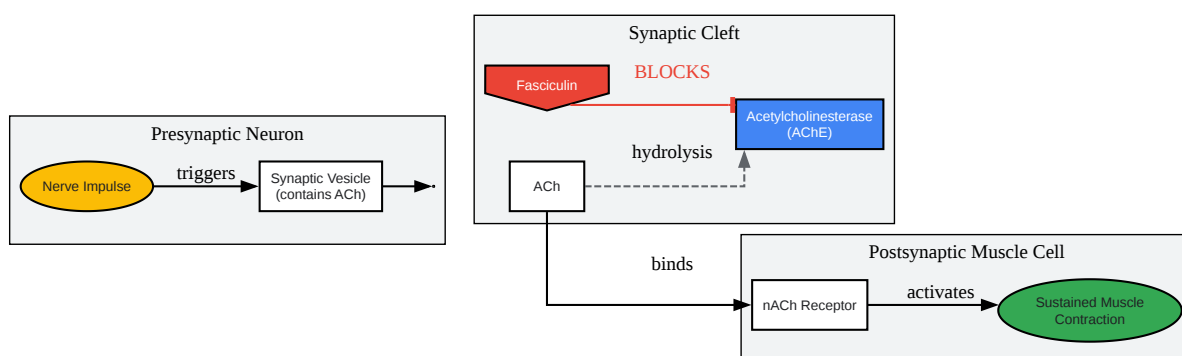 Synaptic Cleft
Fasciculin
BLOCKS
Acetylcholinesterase
(AChE)
Presynaptic Neuron
Nerve Impulse
triggers
Synaptic Vesicle
(contains ACh)
hydrolysis
ACh
binds
Postsynaptic Muscle Cell
nACh Receptor
activates
Sustained Muscle
Contraction